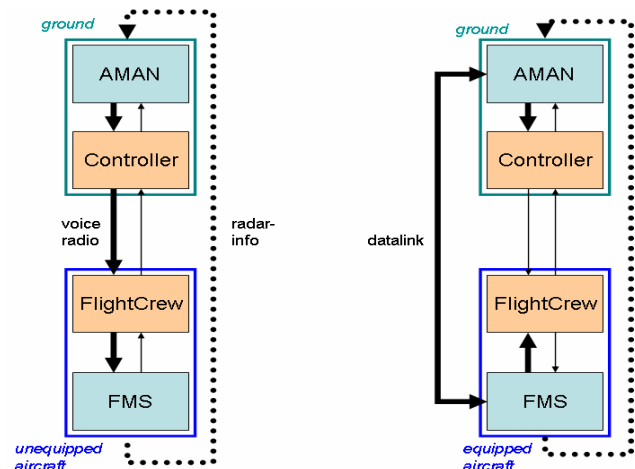 ground
AMAN
Controller
voice
radio
radar-
info
FlightCrew
FMS
unequipped
aircraft
ground
AMAN
Controller
datalink
FlightCrew
FMS
equipped
aircraft